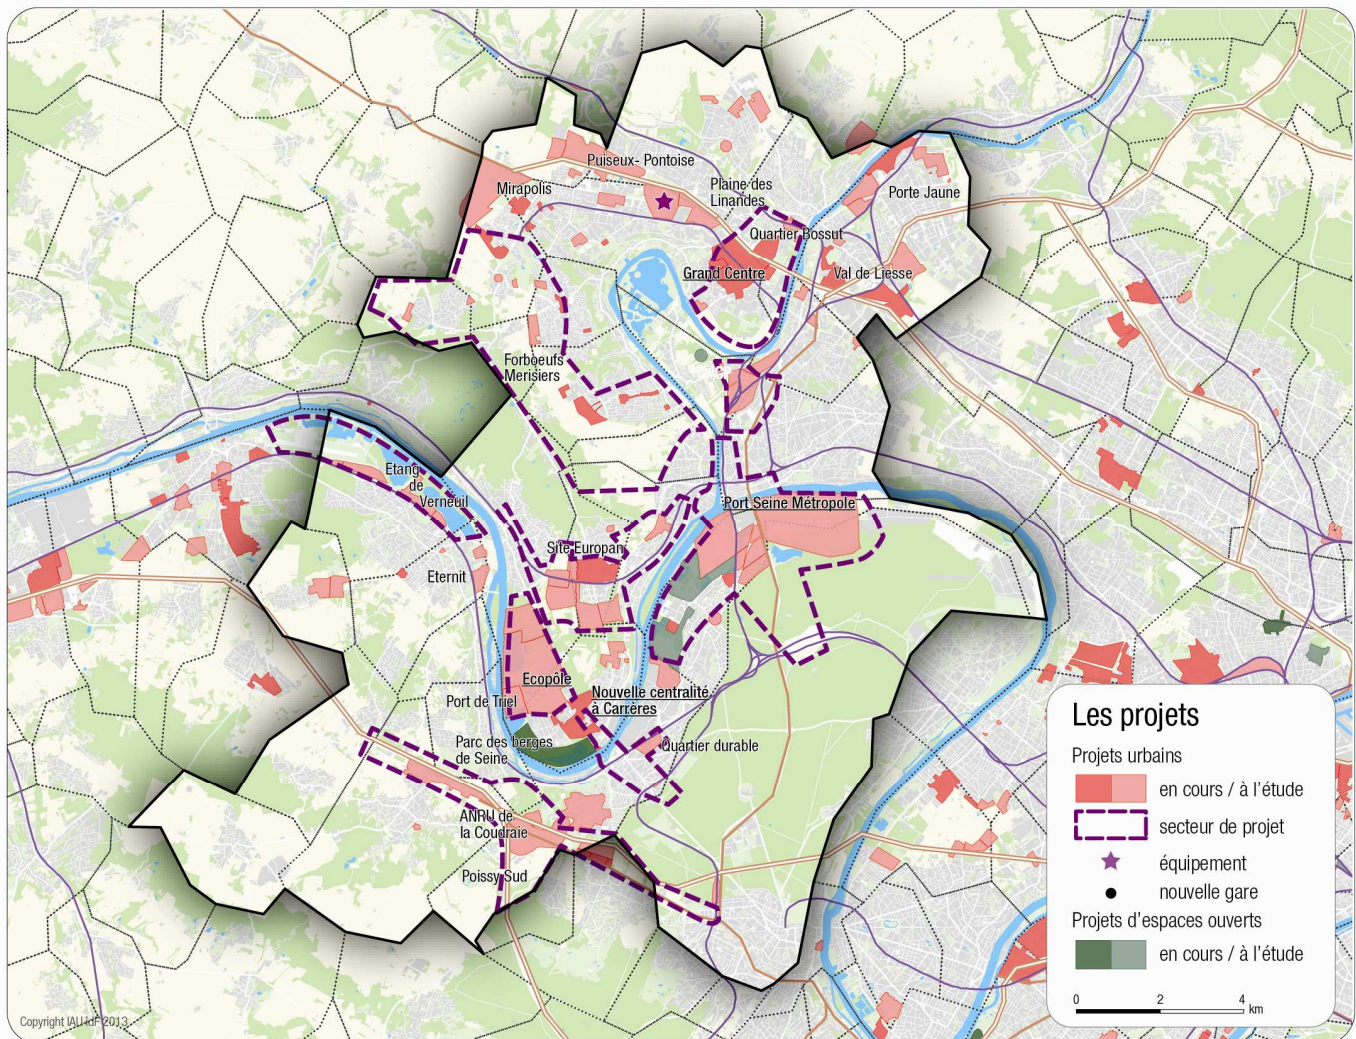 Puiseux- Pontoise
Mirapolis
Plaine des
Linandes
Porte Jaune
Quartier Bossut
Grand Centre
Val de Liesse
Forboeufs
Merisiers
Etang
de
Verneuil
Port Seine Métropole
Site Europan
Eternit
Ecopôle
Nouvelle centralité
à Carrères
Port de Triel
Parc des berges
de Seine
Quartier durable
ANRU de
la Coudraie
Poissy Sud
Les projets
Projets urbains
en cours / à l'étude
secteur de projet
équipement
nouvelle gare
Projets d'espaces ouverts
en cours / à l'étude
0 2 4 km
Copyright IAU îdF 2013